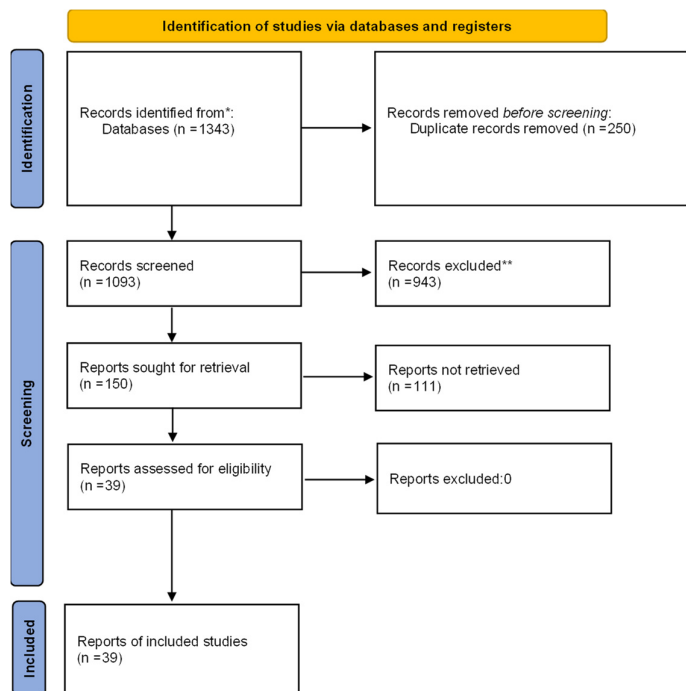 Identification of studies via databases and registers
Identification
Records identified from*:
Databases (n =1343)
Records removed before screening:
Duplicate records removed (n =250)
Screening
Records screened
(n =1093)
Records excluded**
(n =943)
Reports sought for retrieval
(n =150)
Reports not retrieved
(n =111)
Reports assessed for eligibility
(n =39)
Reports excluded:0
Included
Reports of included studies
(n =39)